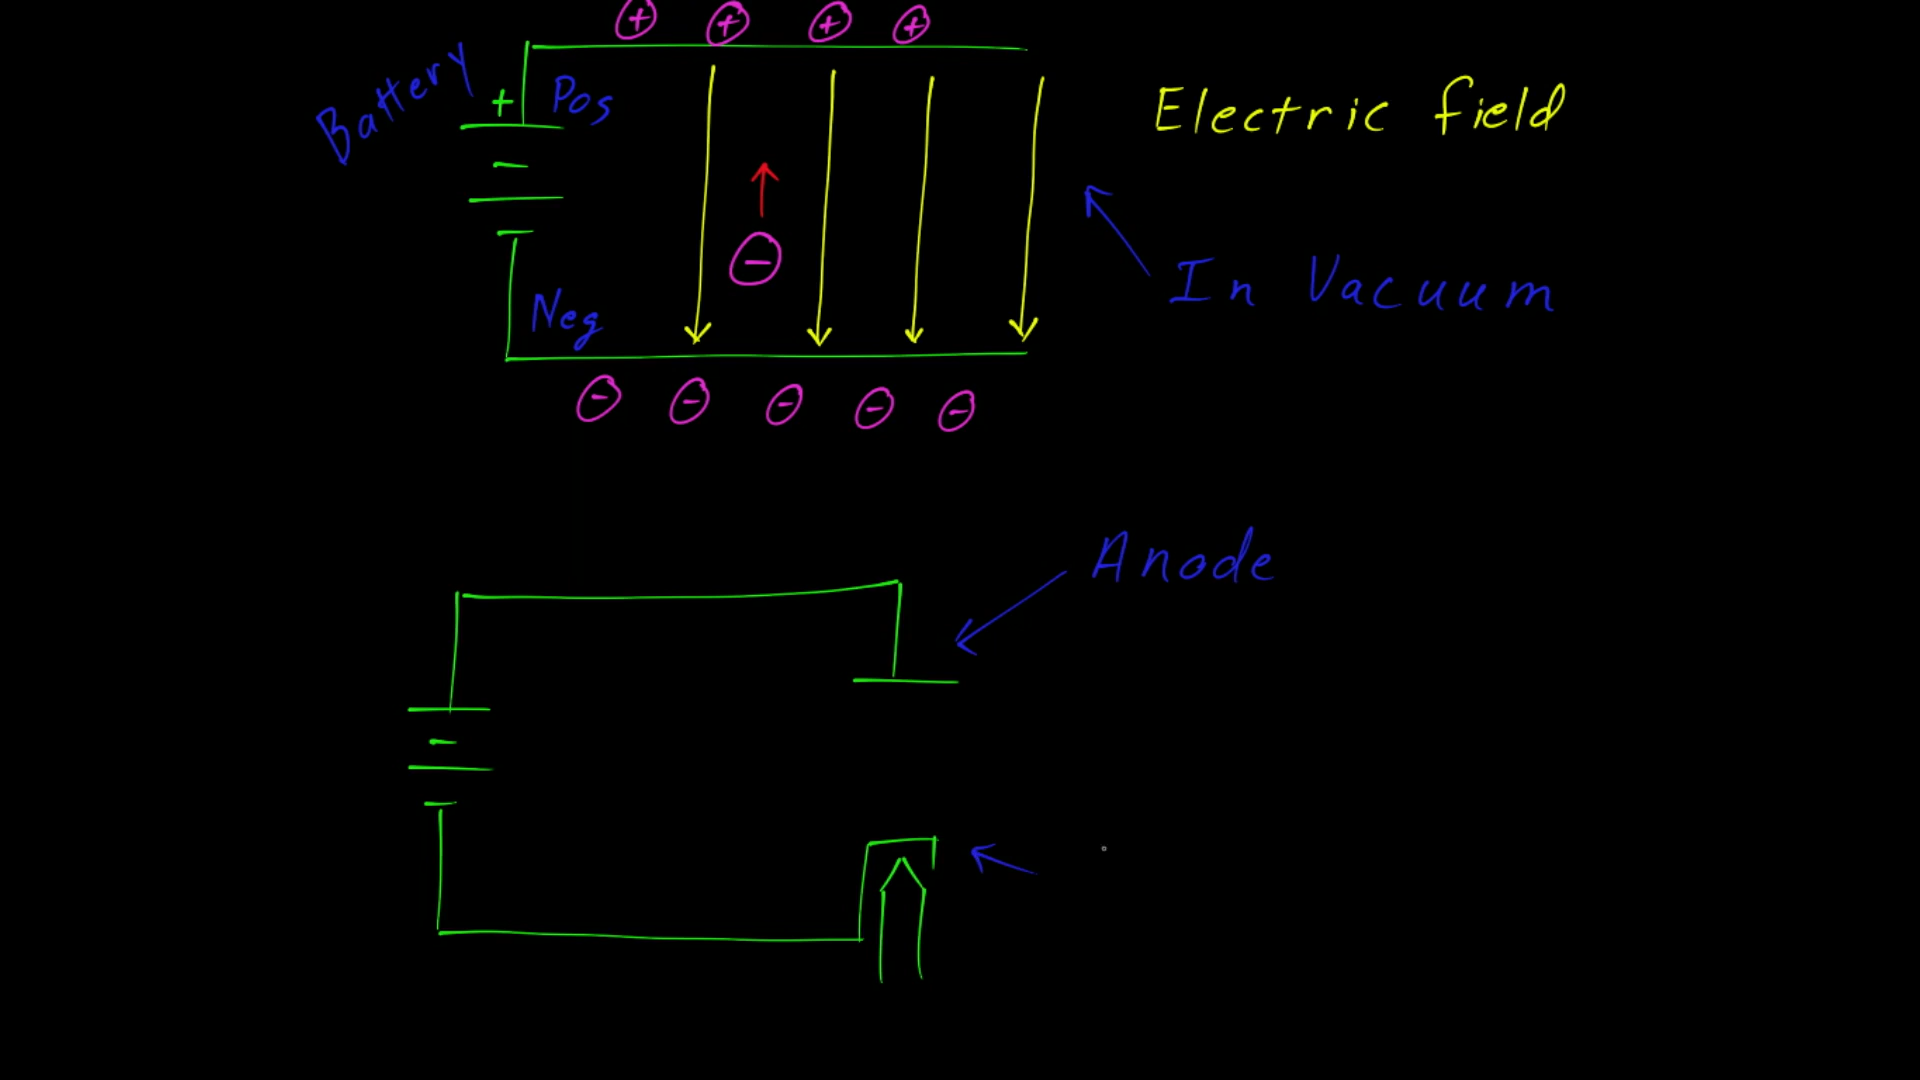 + + + +
Battery
+ Pos
Electric field
-
In Vacuum
Neg
- - - - -
Anode